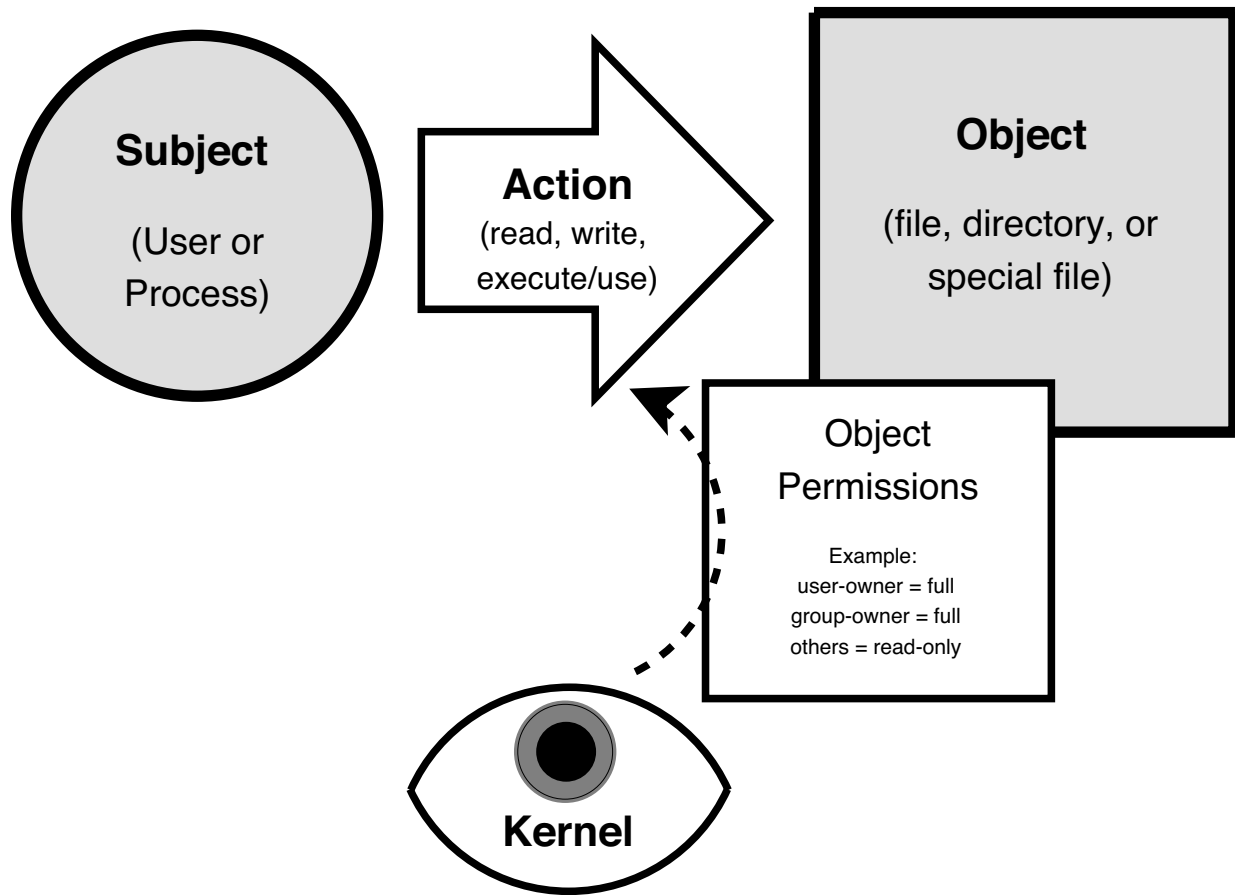 Subject
(User or
Process)
Action
(read, write,
execute/use)
Object
(file, directory, or
special file)
Object
Permissions
Example:
user-owner = full
group-owner = full
others = read-only
Kernel